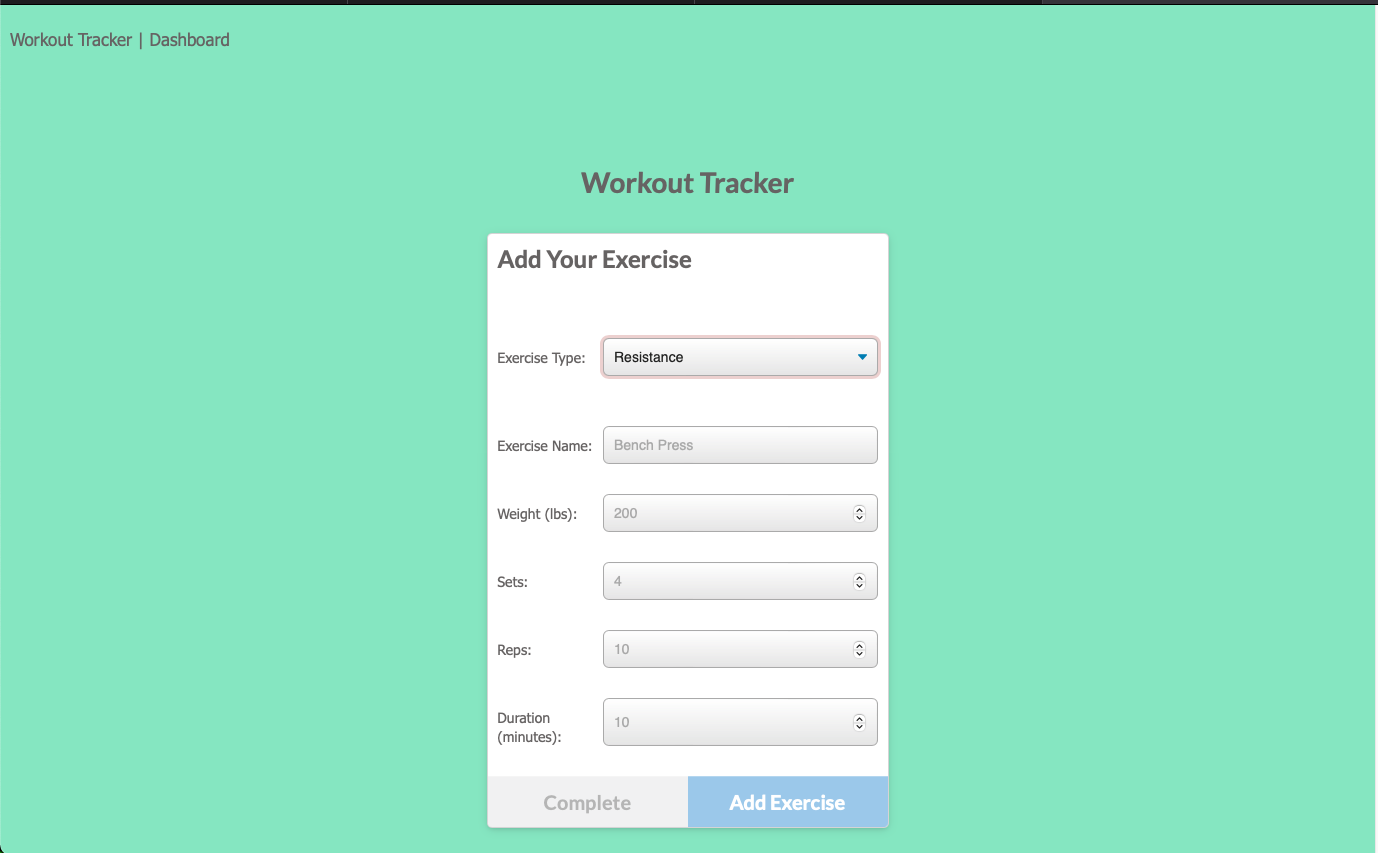 Workout Tracker | Dashboard
Workout Tracker
Add Your Exercise
Exercise Type: Resistance
Exercise Name: Bench Press
Weight (lbs): 200
Sets: 4
Reps: 10
Duration
(minutes): 10
Complete Add Exercise